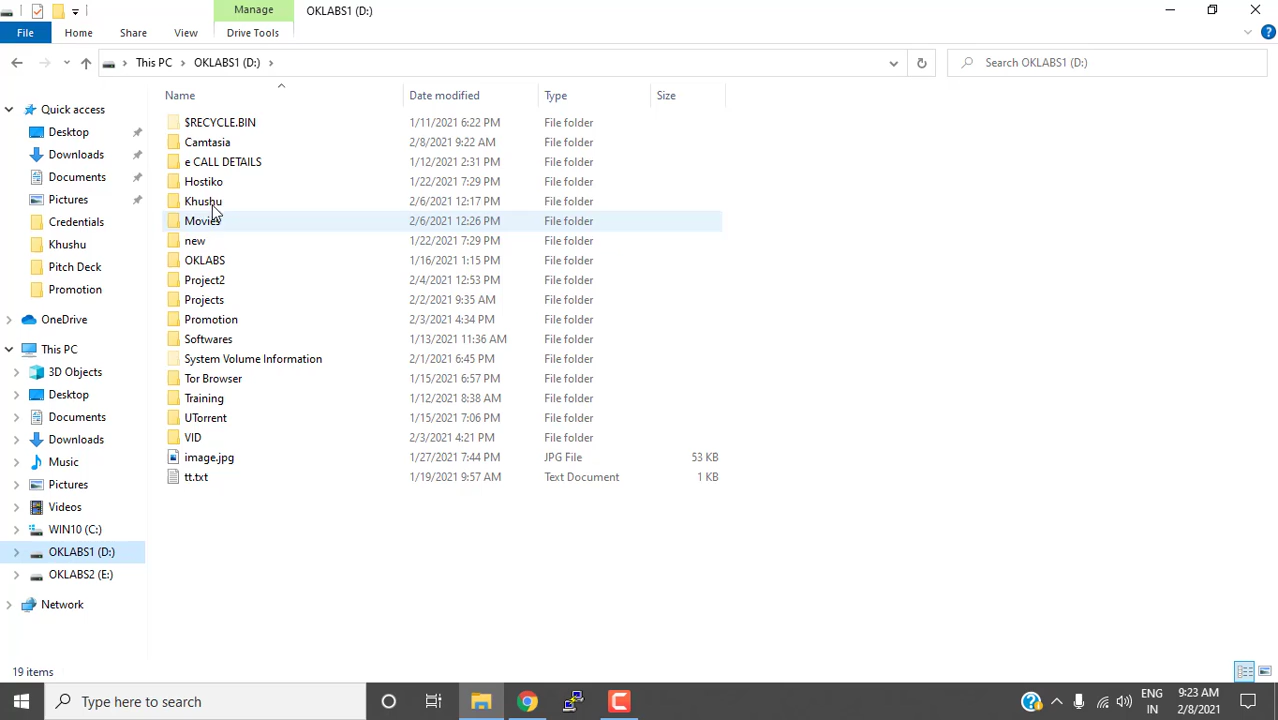 Manage
OKLABS1 (D:)
File
Home
Share
View
Drive Tools
This PC
OKLABS1 (D:)
Search OKLABS1 (D:)
Name
Date modified
Type
Size
Quick access
Desktop
Downloads
Documents
Pictures
Credentials
Khushu
Pitch Deck
Promotion
OneDrive
This PC
3D Objects
Desktop
Documents
Downloads
Music
Pictures
Videos
WIN10 (C:)
OKLABS1 (D:)
OKLABS2 (E:)
Network
$RECYCLE.BIN 1/11/2021 6:22 PM File folder
Camtasia 2/8/2021 9:22 AM File folder
e CALL DETAILS 1/12/2021 2:31 PM File folder
Hostiko 1/22/2021 7:29 PM File folder
Khushu 2/6/2021 12:17 PM File folder
Movies 2/6/2021 12:26 PM File folder
new 1/22/2021 7:29 PM File folder
OKLABS 1/16/2021 1:15 PM File folder
Project2 2/4/2021 12:53 PM File folder
Projects 2/2/2021 9:35 AM File folder
Promotion 2/3/2021 4:34 PM File folder
Softwares 1/13/2021 11:36 AM File folder
System Volume Information 2/1/2021 6:45 PM File folder
Tor Browser 1/15/2021 6:57 PM File folder
Training 1/12/2021 8:38 AM File folder
UTorrent 1/15/2021 7:06 PM File folder
VID 2/3/2021 4:21 PM File folder
image.jpg 1/27/2021 7:44 PM JPG File 53 KB
tt.txt 1/19/2021 9:57 AM Text Document 1 KB
19 items
Type here to search
ENG
IN
9:23 AM
2/8/2021